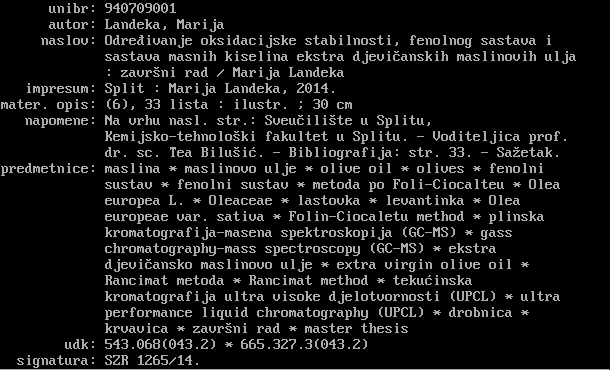 unibr: 940709001
autor: Landeka, Marija
naslov: Određivanje oksidacijske stabilnosti, fenolnog sastava i
sastava masnih kiselina ekstra djevičanskih maslinovih ulja
: završni rad / Marija Landeka
impresum: Split : Marija Landeka, 2014.
mater. opis: (6), 33 lista : ilustr. ; 30 cm
napomene: Na vrhu nasl. str.: Sveučilište u Splitu,
Kemijsko-tehnološki fakultet u Splitu. - Voditeljica prof.
dr. sc. Tea Bilušić. - Bibliografija: str. 33. - Sažetak.
predmetnice: maslina * maslinovo ulje * olive oil * olives * fenolni
sustav * fenolni sustav * metoda po Foli-Ciocalteu * Olea
europea L. * Oleaceae * lastovka * levantinka * Olea
europeae var. sativa * Folin-Ciocaletu method * plinska
kromatografija-masena spektroskopija (GC-MS) * gass
chromatography-mass spectroscopy (GC-MS) * ekstra
djevičansko maslinovo ulje * extra virgin olive oil *
Rancimat metoda * Rancimat method * tekućinska
kromatografija ultra visoke djelotvornosti (UPCL) * ultra
performance liquid chromatography (UPCL) * drobnica *
krvavica * završni rad * master thesis
udk: 543.068(043.2) * 665.327.3(043.2)
signatura: SZR 1265/14.